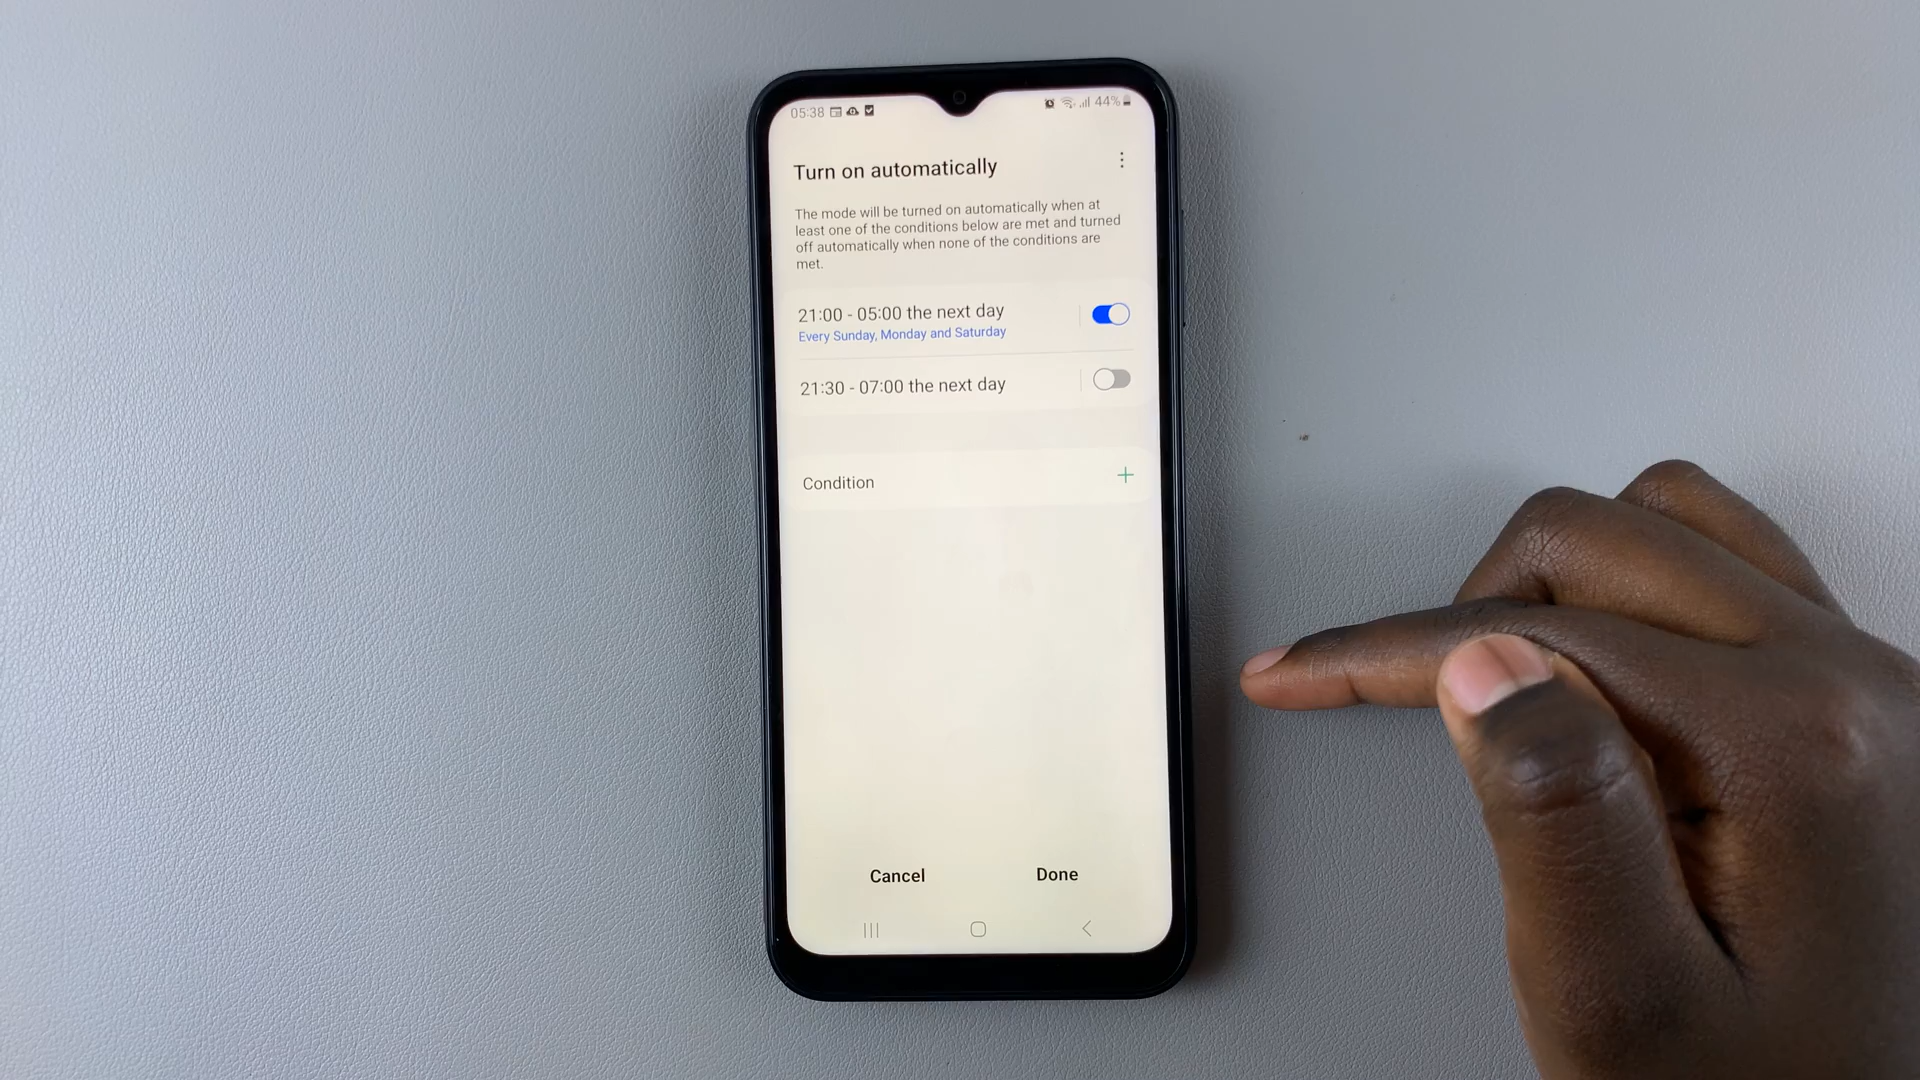 05:38
44%
Turn on automatically
The mode will be turned on automatically when at
least one of the conditions below are met and turned
off automatically when none of the conditions are
met.
21:00 - 05:00 the next day
Every Sunday, Monday and Saturday
21:30 - 07:00 the next day
Condition
Cancel
Done